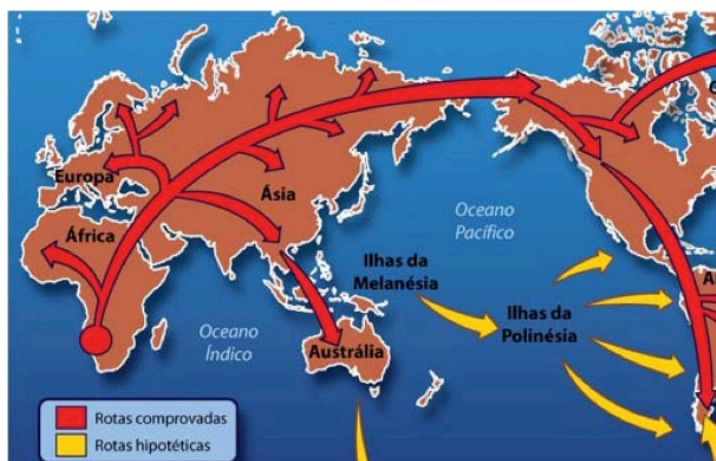 Europa
Ásia
África
Oceano
Pacífico
Ilhas da
Melanésia
Ilhas da
Polinésia
Oceano
Índico
Austrália
Rotas comprovadas
Rotas hipotéticas